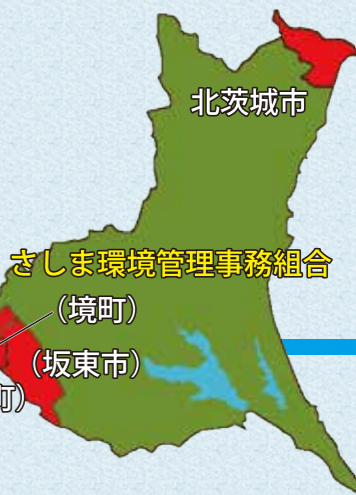 北茨城市
さしま環境管理事務組合
(境町)
(坂東市)
町)